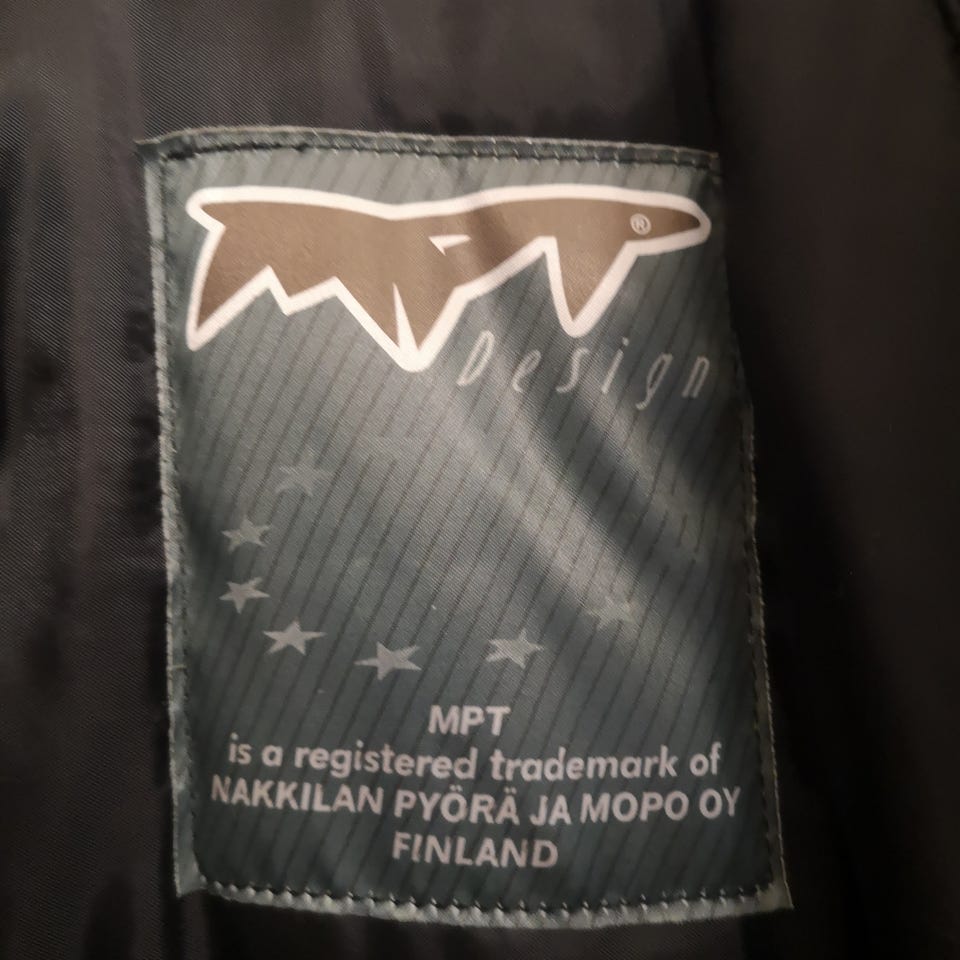 ®
Design
MPT
is a registered trademark of
NAKKILAN PYÖRÄ JA MOPO OY
FINLAND